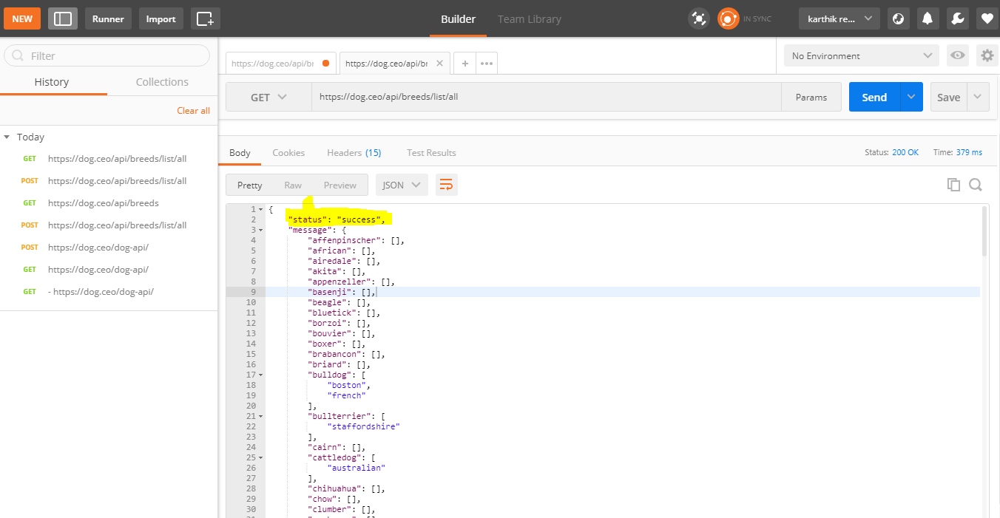 NEW Runner Import Builder Team Library IN SYNC karthik re...
Filter
History Collections
Clear all
Today
GET https://dog.ceo/api/breeds/list/all
POST https://dog.ceo/api/breeds/list/all
GET https://dog.ceo/api/breeds
POST https://dog.ceo/api/breeds/list/all
POST https://dog.ceo/dog-api/
GET https://dog.ceo/dog-api/
GET - https://dog.ceo/dog-api/
https://dog.ceo/api/br https://dog.ceo/api/br No Environment
GET https://dog.ceo/api/breeds/list/all Params Send Save
Body Cookies Headers (15) Test Results Status: 200 OK Time: 379 ms
Pretty Raw Preview JSON
1 {
2 "status": "success",
3 "message": {
4 "affenpinscher": [],
5 "african": [],
6 "airedale": [],
7 "akita": [],
8 "appenzeller": [],
9 "basenji": [],
10 "beagle": [],
11 "bluetick": [],
12 "borzoi": [],
13 "bouvier": [],
14 "boxer": [],
15 "brabancon": [],
16 "briard": [],
17 "bulldog": [
18 "boston",
19 "french"
20 ],
21 "bullterrier": [
22 "staffordshire"
23 ],
24 "cairn": [],
25 "cattledog": [
26 "australian"
27 ],
28 "chihuahua": [],
29 "chow": [],
30 "clumber": [],